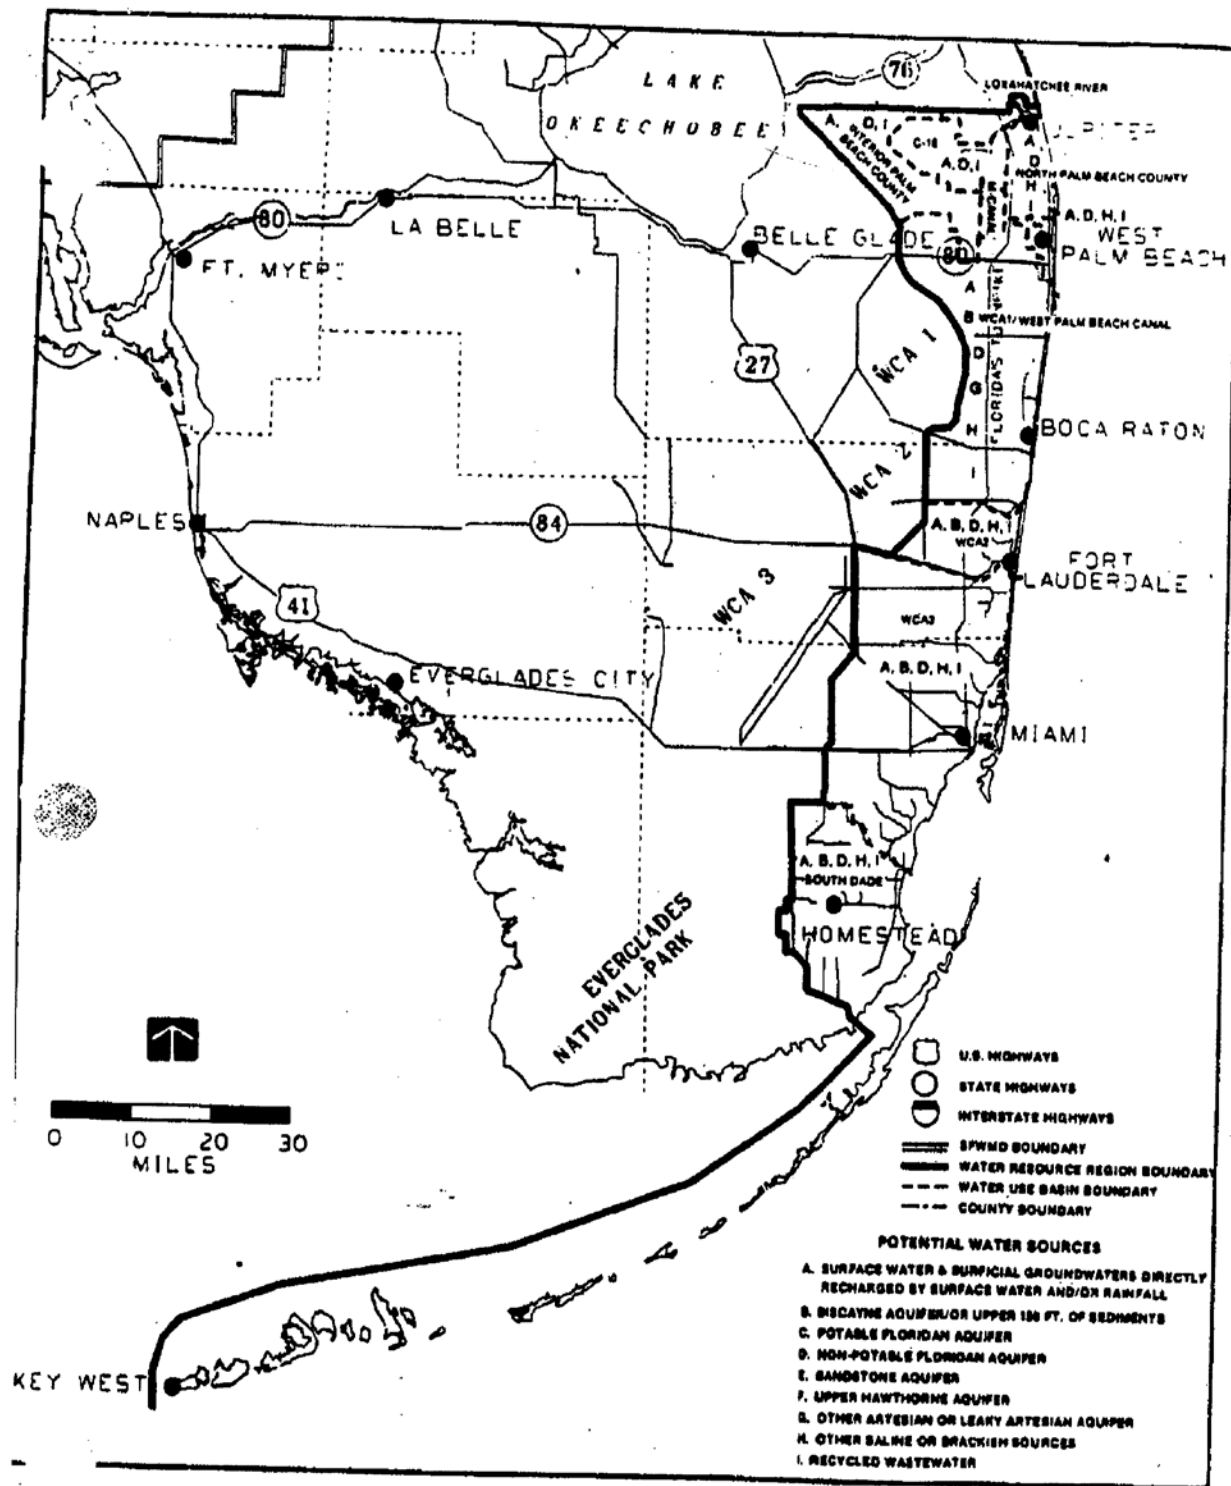 LAKE
OKEECHOBEE
76
LOXAHATCHEE RIVER
JUPITER
A. D, I
C-18
INTERIOR PALM
BEACH COUNTY
A, D, I
M-CANAL
A
D
H
I
NORTH PALM BEACH COUNTY
A, D, H, I
WEST
PALM BEACH
80
LA BELLE
FT. MYERS
BELLE GLADE
80
A
B
D
G
H
I
WCA1/WEST PALM BEACH CANAL
FLORIDA'S TURNPIKE
WCA 1
27
BOCA RATON
WCA 2
NAPLES
84
A, B, D, H, I
WCA2
FORT
LAUDERDALE
41
WCA 3
WCA3
EVERGLADES CITY
A, B, D, H, I
MIAMI
A, B, D, H, I
SOUTH DADE
HOMESTEAD
EVERGLADES
NATIONAL PARK
0 10 20 30
MILES
U.S. HIGHWAYS
STATE HIGHWAYS
INTERSTATE HIGHWAYS
SFWMD BOUNDARY
WATER RESOURCE REGION BOUNDARY
WATER USE BASIN BOUNDARY
COUNTY BOUNDARY
POTENTIAL WATER SOURCES
A. SURFACE WATER & SURFICIAL GROUNDWATERS DIRECTLY
RECHARGED BY SURFACE WATER AND/OR RAINFALL
B. BISCAYNE AQUIFER/OR UPPER 150 FT. OF SEDIMENTS
C. POTABLE FLORIDAN AQUIFER
D. NON-POTABLE FLORIDAN AQUIFER
E. SANDSTONE AQUIFER
F. UPPER HAWTHORNE AQUIFER
G. OTHER ARTESIAN OR LEAKY ARTESIAN AQUIFER
H. OTHER SALINE OR BRACKISH SOURCES
I. RECYCLED WASTEWATER
KEY WEST